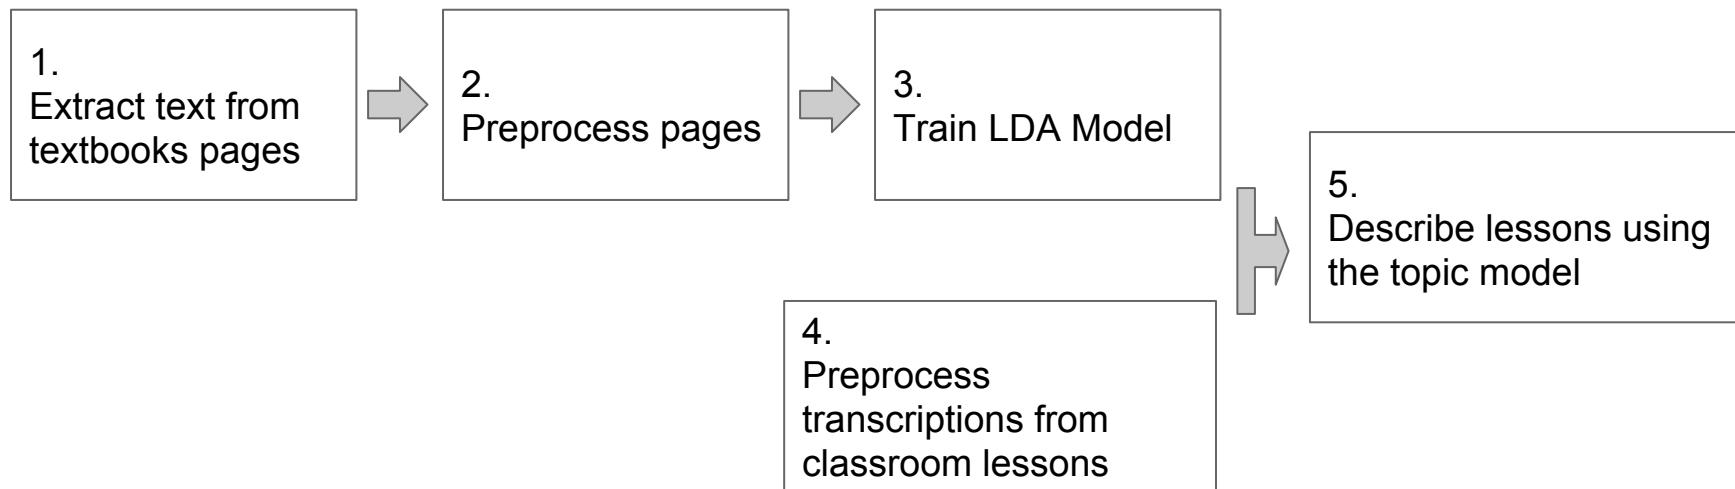 1.
Extract text from
textbooks pages
2.
Preprocess pages
3.
Train LDA Model
4.
Preprocess
transcriptions from
classroom lessons
5.
Describe lessons using
the topic model